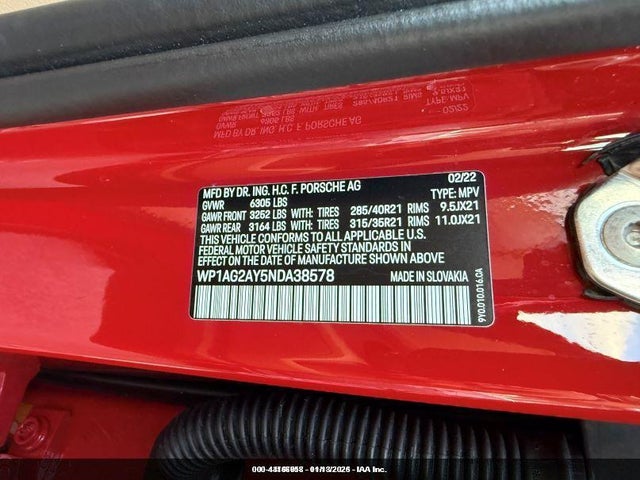 MFD BY DR. ING. H.C. F. PORSCHE AG 02/22
GVWR 6305 LBS TYPE: MPV
GAWR FRONT 3252 LBS WITH TIRES 285/40R21 RIMS 9.5JX21
GAWR REAR 3164 LBS WITH TIRES 315/35R21 RIMS 11.0JX21
THIS VEHICLE CONFORMS TO ALL APPLICABLE U.S.
FEDERAL MOTOR VEHICLE SAFETY STANDARDS IN
EFFECT ON THE DATE OF MANUFACTURE SHOWN ABOVE
WP1AG2AY5NDA38578 MADE IN SLOVAKIA
9Y0.010.016.CA
01/13/2026 - IAA Inc.